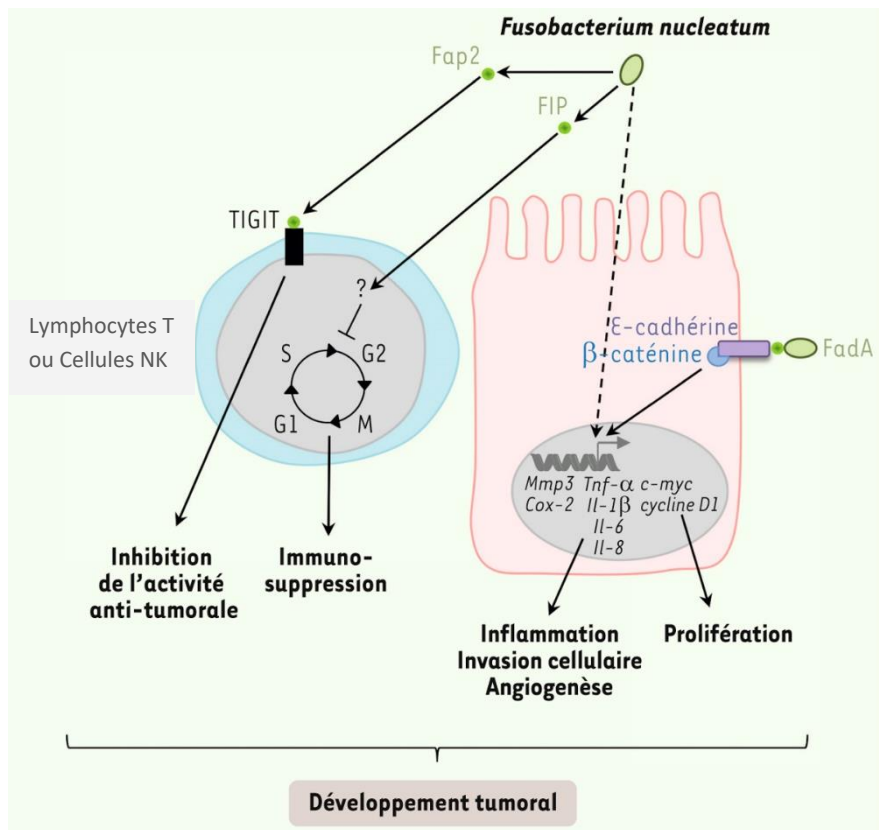 Fusobacterium nucleatum
Fap2
FIP
TIGIT
Lymphocytes T
ou Cellules NK
?
S
G2
G1
M
E-cadhérine
β-caténine
FadA
Mmp3 Tnf-α c-myc
Cox-2 Il-1β cycline D1
Il-6
Il-8
Inhibition
de l'activité
anti-tumorale
Immuno-
suppression
Inflammation
Invasion cellulaire
Angiogenèse
Prolifération
Développement tumoral